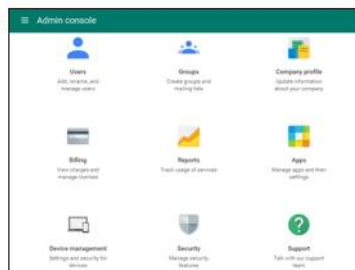 Admin console
Users
Groups
Company profile
Add, rename, and
manage users
Create groups and
mailing lists
Update information
about your company
Billing
Reports
Apps
View charges and
manage licenses
Track usage of services
Manage apps and their
settings
Device management
Security
Support
Settings and security for
devices
Manage security
features
Talk with our support
team